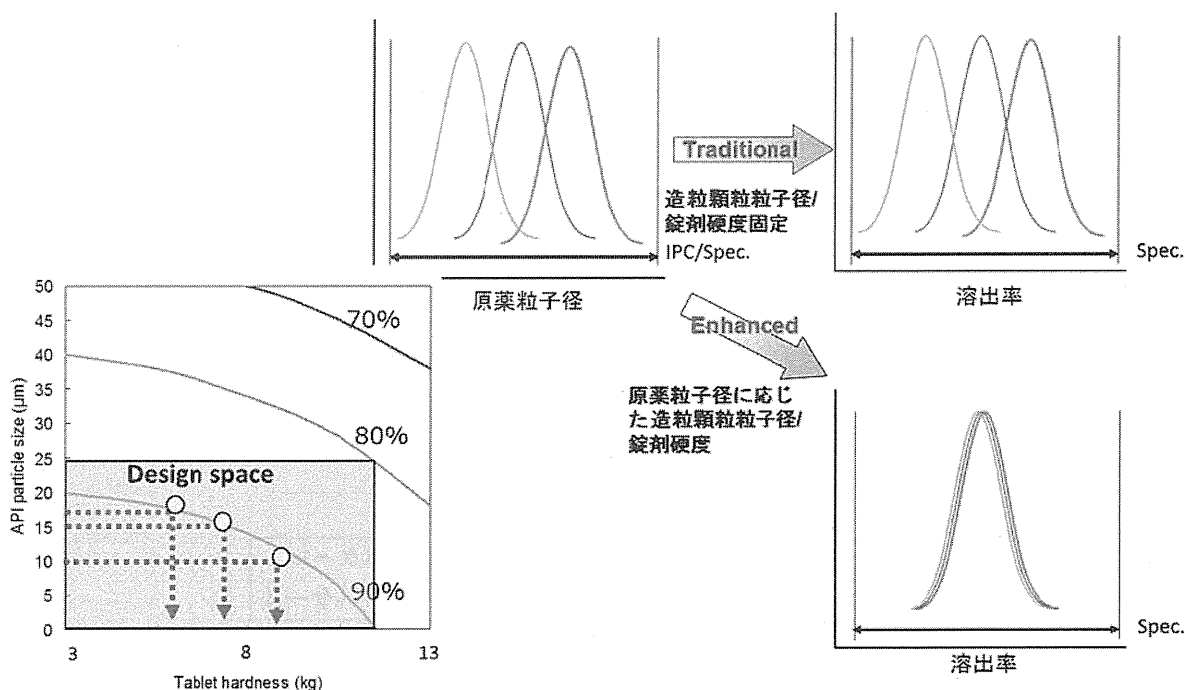 Traditional
造粒顆粒粒子径/
錠剤硬度固定
IPC/Spec.
原薬粒子径
Spec.
溶出率
Enhanced
原薬粒子径に応じ
た造粒顆粒粒子径/
錠剤硬度
Spec.
溶出率
API particle size (μm)
50
45
40
35
30
25
20
15
10
5
0
70%
80%
Design space
90%
3
8
13
Tablet hardness (kg)